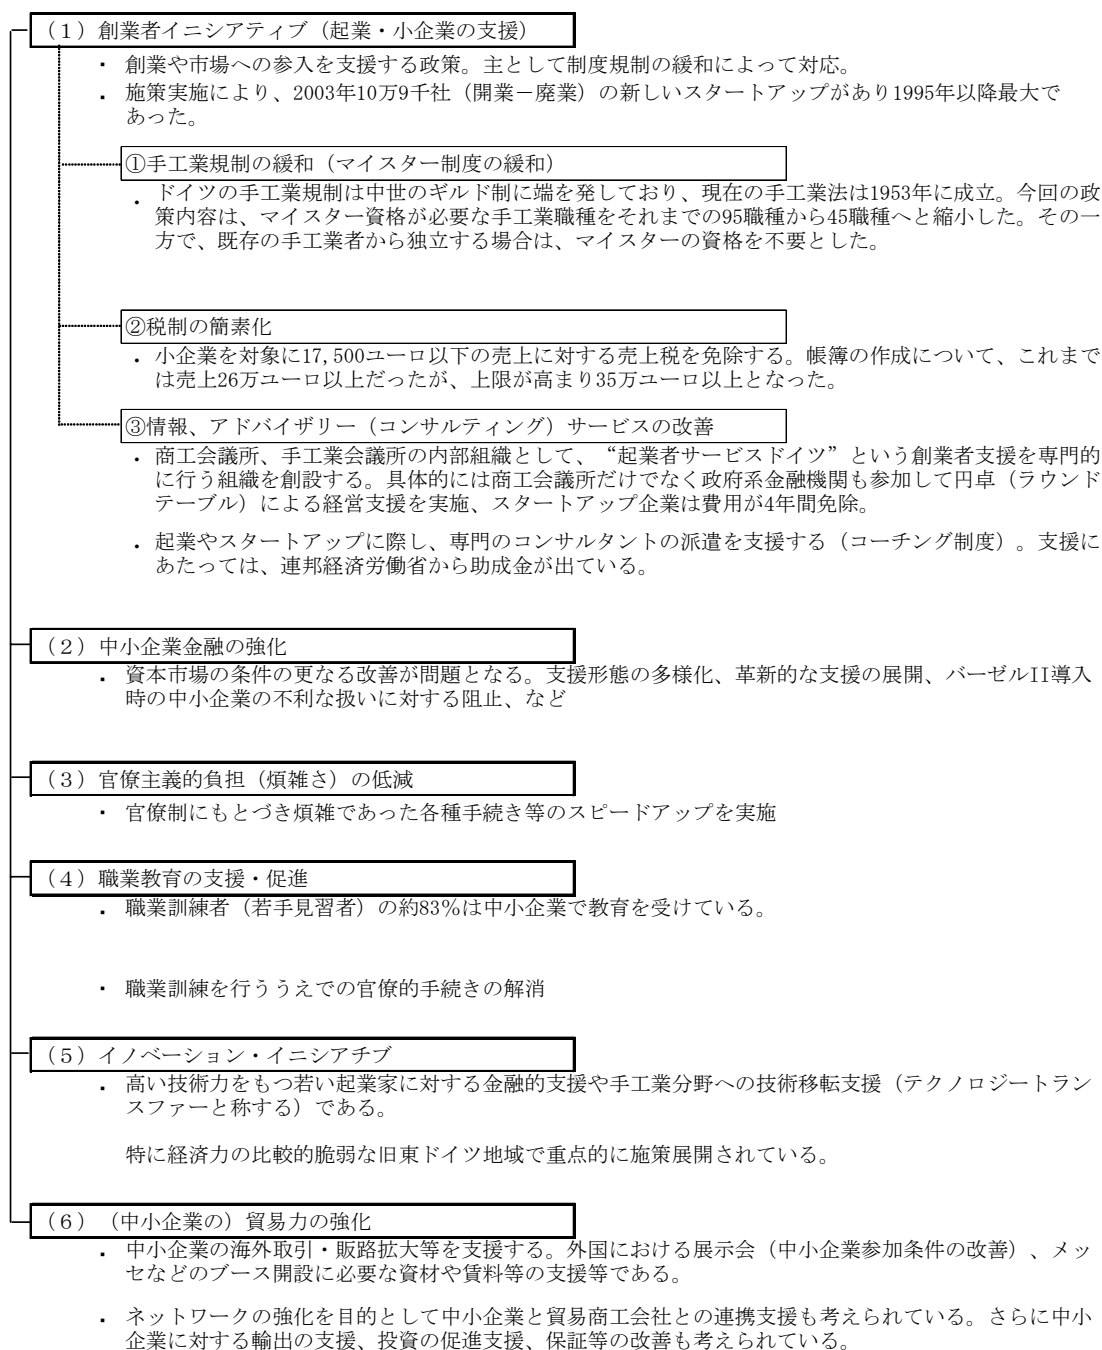 （１）創業者イニシアティブ（起業・小企業の支援）
・ 創業や市場への参入を支援する政策。主として制度規制の緩和によって対応。
・ 施策実施により、2003年10万9千社（開業－廃業）の新しいスタートアップがあり1995年以降最大で
あった。
①手工業規制の緩和（マイスター制度の緩和）
・ ドイツの手工業規制は中世のギルド制に端を発しており、現在の手工業法は1953年に成立。今回の政
策内容は、マイスター資格が必要な手工業職種をそれまでの95職種から45職種へと縮小した。その一
方で、既存の手工業者から独立する場合は、マイスターの資格を不要とした。
②税制の簡素化
・ 小企業を対象に17,500ユーロ以下の売上に対する売上税を免除する。帳簿の作成について、これまで
は売上26万ユーロ以上だったが、上限が高まり35万ユーロ以上となった。
③情報、アドバイザリー（コンサルティング）サービスの改善
・ 商工会議所、手工業会議所の内部組織として、“起業者サービスドイツ”という創業者支援を専門的
に行う組織を創設する。具体的には商工会議所だけでなく政府系金融機関も参加して円卓（ラウンド
テーブル）による経営支援を実施、スタートアップ企業は費用が4年間免除。
・ 起業やスタートアップに際し、専門のコンサルタントの派遣を支援する（コーチング制度）。支援に
あたっては、連邦経済労働省から助成金が出ている。
（２）中小企業金融の強化
・ 資本市場の条件の更なる改善が問題となる。支援形態の多様化、革新的な支援の展開、バーゼルII導入
時の中小企業の不利な扱いに対する阻止、など
（３）官僚主義的負担（煩雑さ）の低減
・ 官僚制にもとづき煩雑であった各種手続き等のスピードアップを実施
（４）職業教育の支援・促進
・ 職業訓練者（若手見習者）の約83％は中小企業で教育を受けている。
・ 職業訓練を行ううえでの官僚的手続きの解消
（５）イノベーション・イニシアチブ
・ 高い技術力をもつ若い起業家に対する金融的支援や手工業分野への技術移転支援（テクノロジートラン
スファーと称する）である。
特に経済力の比較的脆弱な旧東ドイツ地域で重点的に施策展開されている。
（６）（中小企業の）貿易力の強化
・ 中小企業の海外取引・販路拡大等を支援する。外国における展示会（中小企業参加条件の改善）、メッ
セなどのブース開設に必要な資材や賃料等の支援等である。
・ ネットワークの強化を目的として中小企業と貿易商工会社との連携支援も考えられている。さらに中小
企業に対する輸出の支援、投資の促進支援、保証等の改善も考えられている。